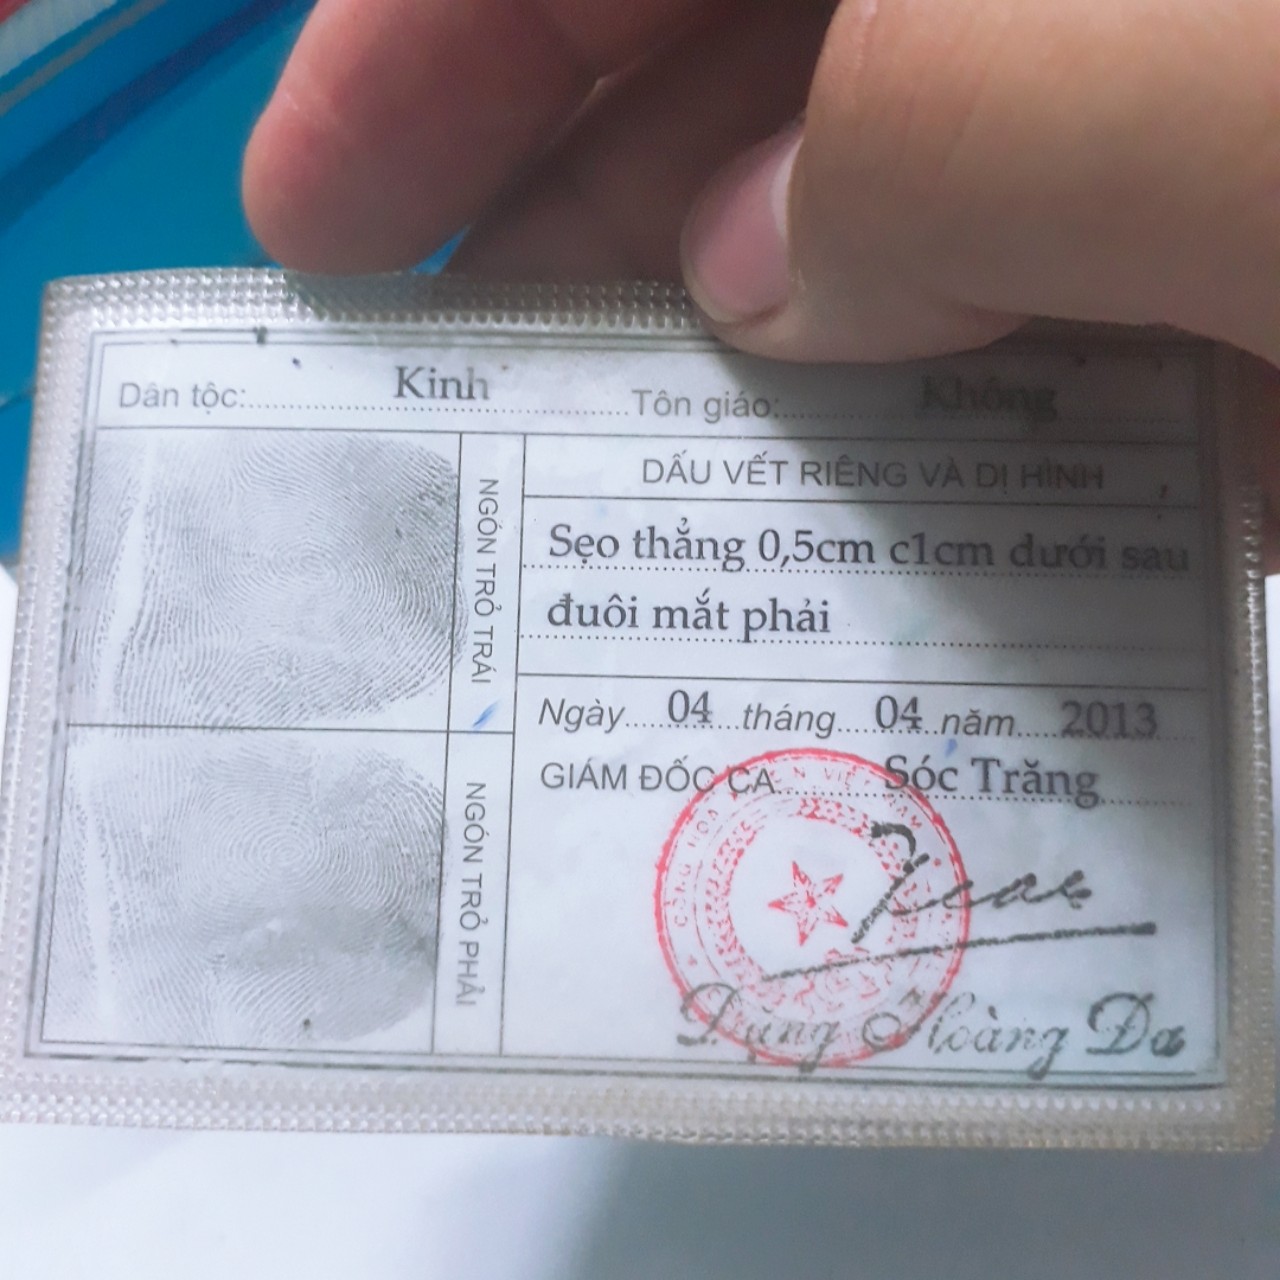 Dân tộc: Kinh Tôn giáo: Không
NGÓN TRỎ TRÁI
NGÓN TRỎ PHẢI
DẤU VẾT RIÊNG VÀ DỊ HÌNH
Sẹo thẳng 0,5cm c1cm dưới sau
đuôi mắt phải
Ngày 04 tháng 04 năm 2013
GIÁM ĐỐC CA Sóc Trăng
Đặng Hoàng Đa